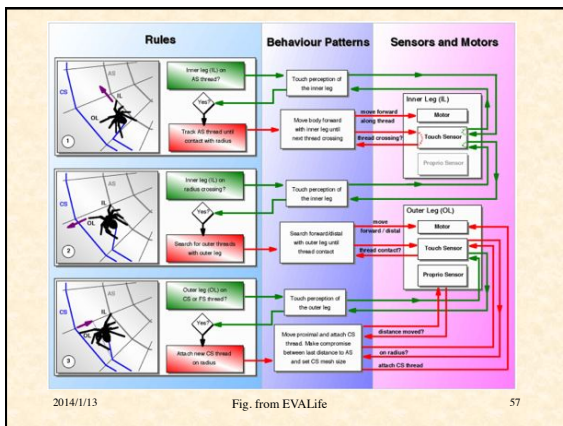 Rules
Behaviour Patterns
Sensors and Motors
AS
CS
IL
OL
1
Inner leg (IL) on
AS thread?
Yes?
Track AS thread until
contact with radius
Touch perception of
the inner leg
Move body forward
with inner leg until
next thread crossing
move forward
along thread
thread crossing?
Inner Leg (IL)
Motor
Touch Sensor
Proprio Sensor
AS
CS
IL
OL
2
Inner leg (IL) on
radius crossing?
Yes?
Search for outer threads
with outer leg
Touch perception of
the inner leg
Search forward/distal
with outer leg until
thread contact
move
forward / distal
thread contact?
Outer Leg (OL)
Motor
Touch Sensor
Proprio Sensor
AS
CS
IL
OL
3
Outer leg (OL) on
CS or FS thread?
Yes?
Attach new CS thread
on radius
Touch perception of
the outer leg
Move proximal and attach CS
thread. Make compromise
between last distance to AS
and set CS mesh size
distance moved?
on radius?
attach CS thread
2014/1/13
Fig. from EVALife
57